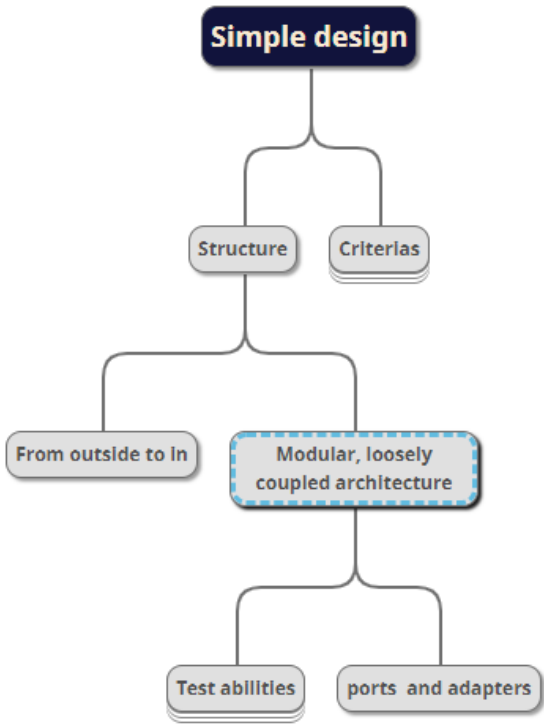 Simple design
Structure
Criterias
From outside to in
Modular, loosely
coupled architecture
Test abilities
ports  and adapters